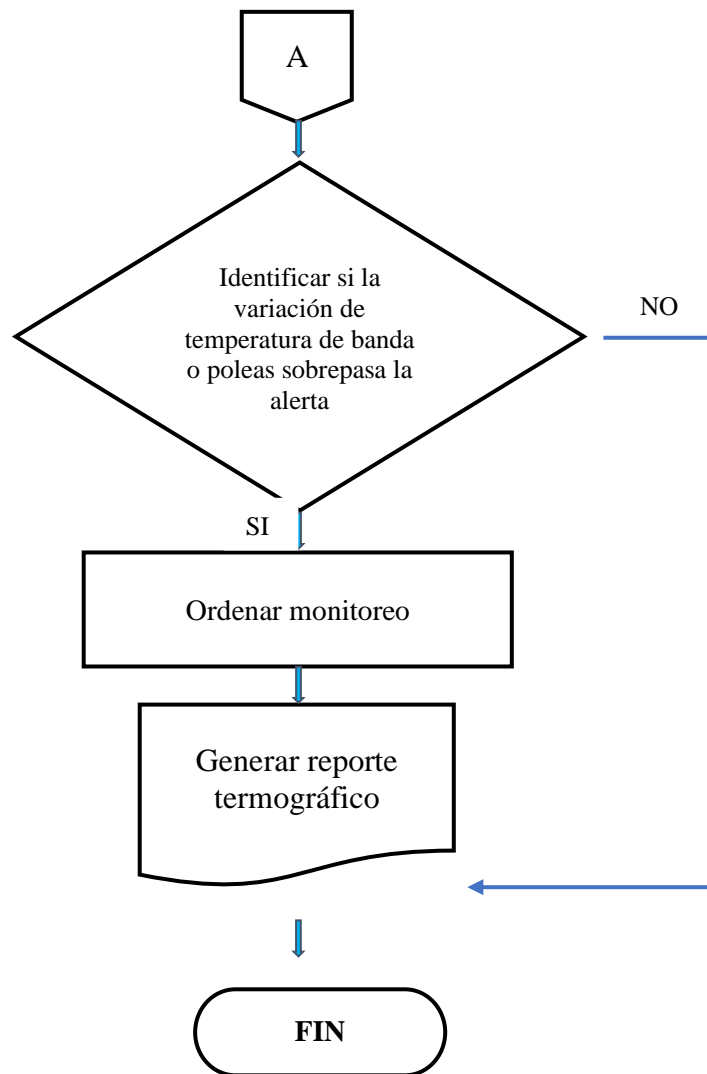 A
Identificar si la
variación de
temperatura de banda
o poleas sobrepasa la
alerta
NO
SI
Ordenar monitoreo
Generar reporte
termográfico
FIN